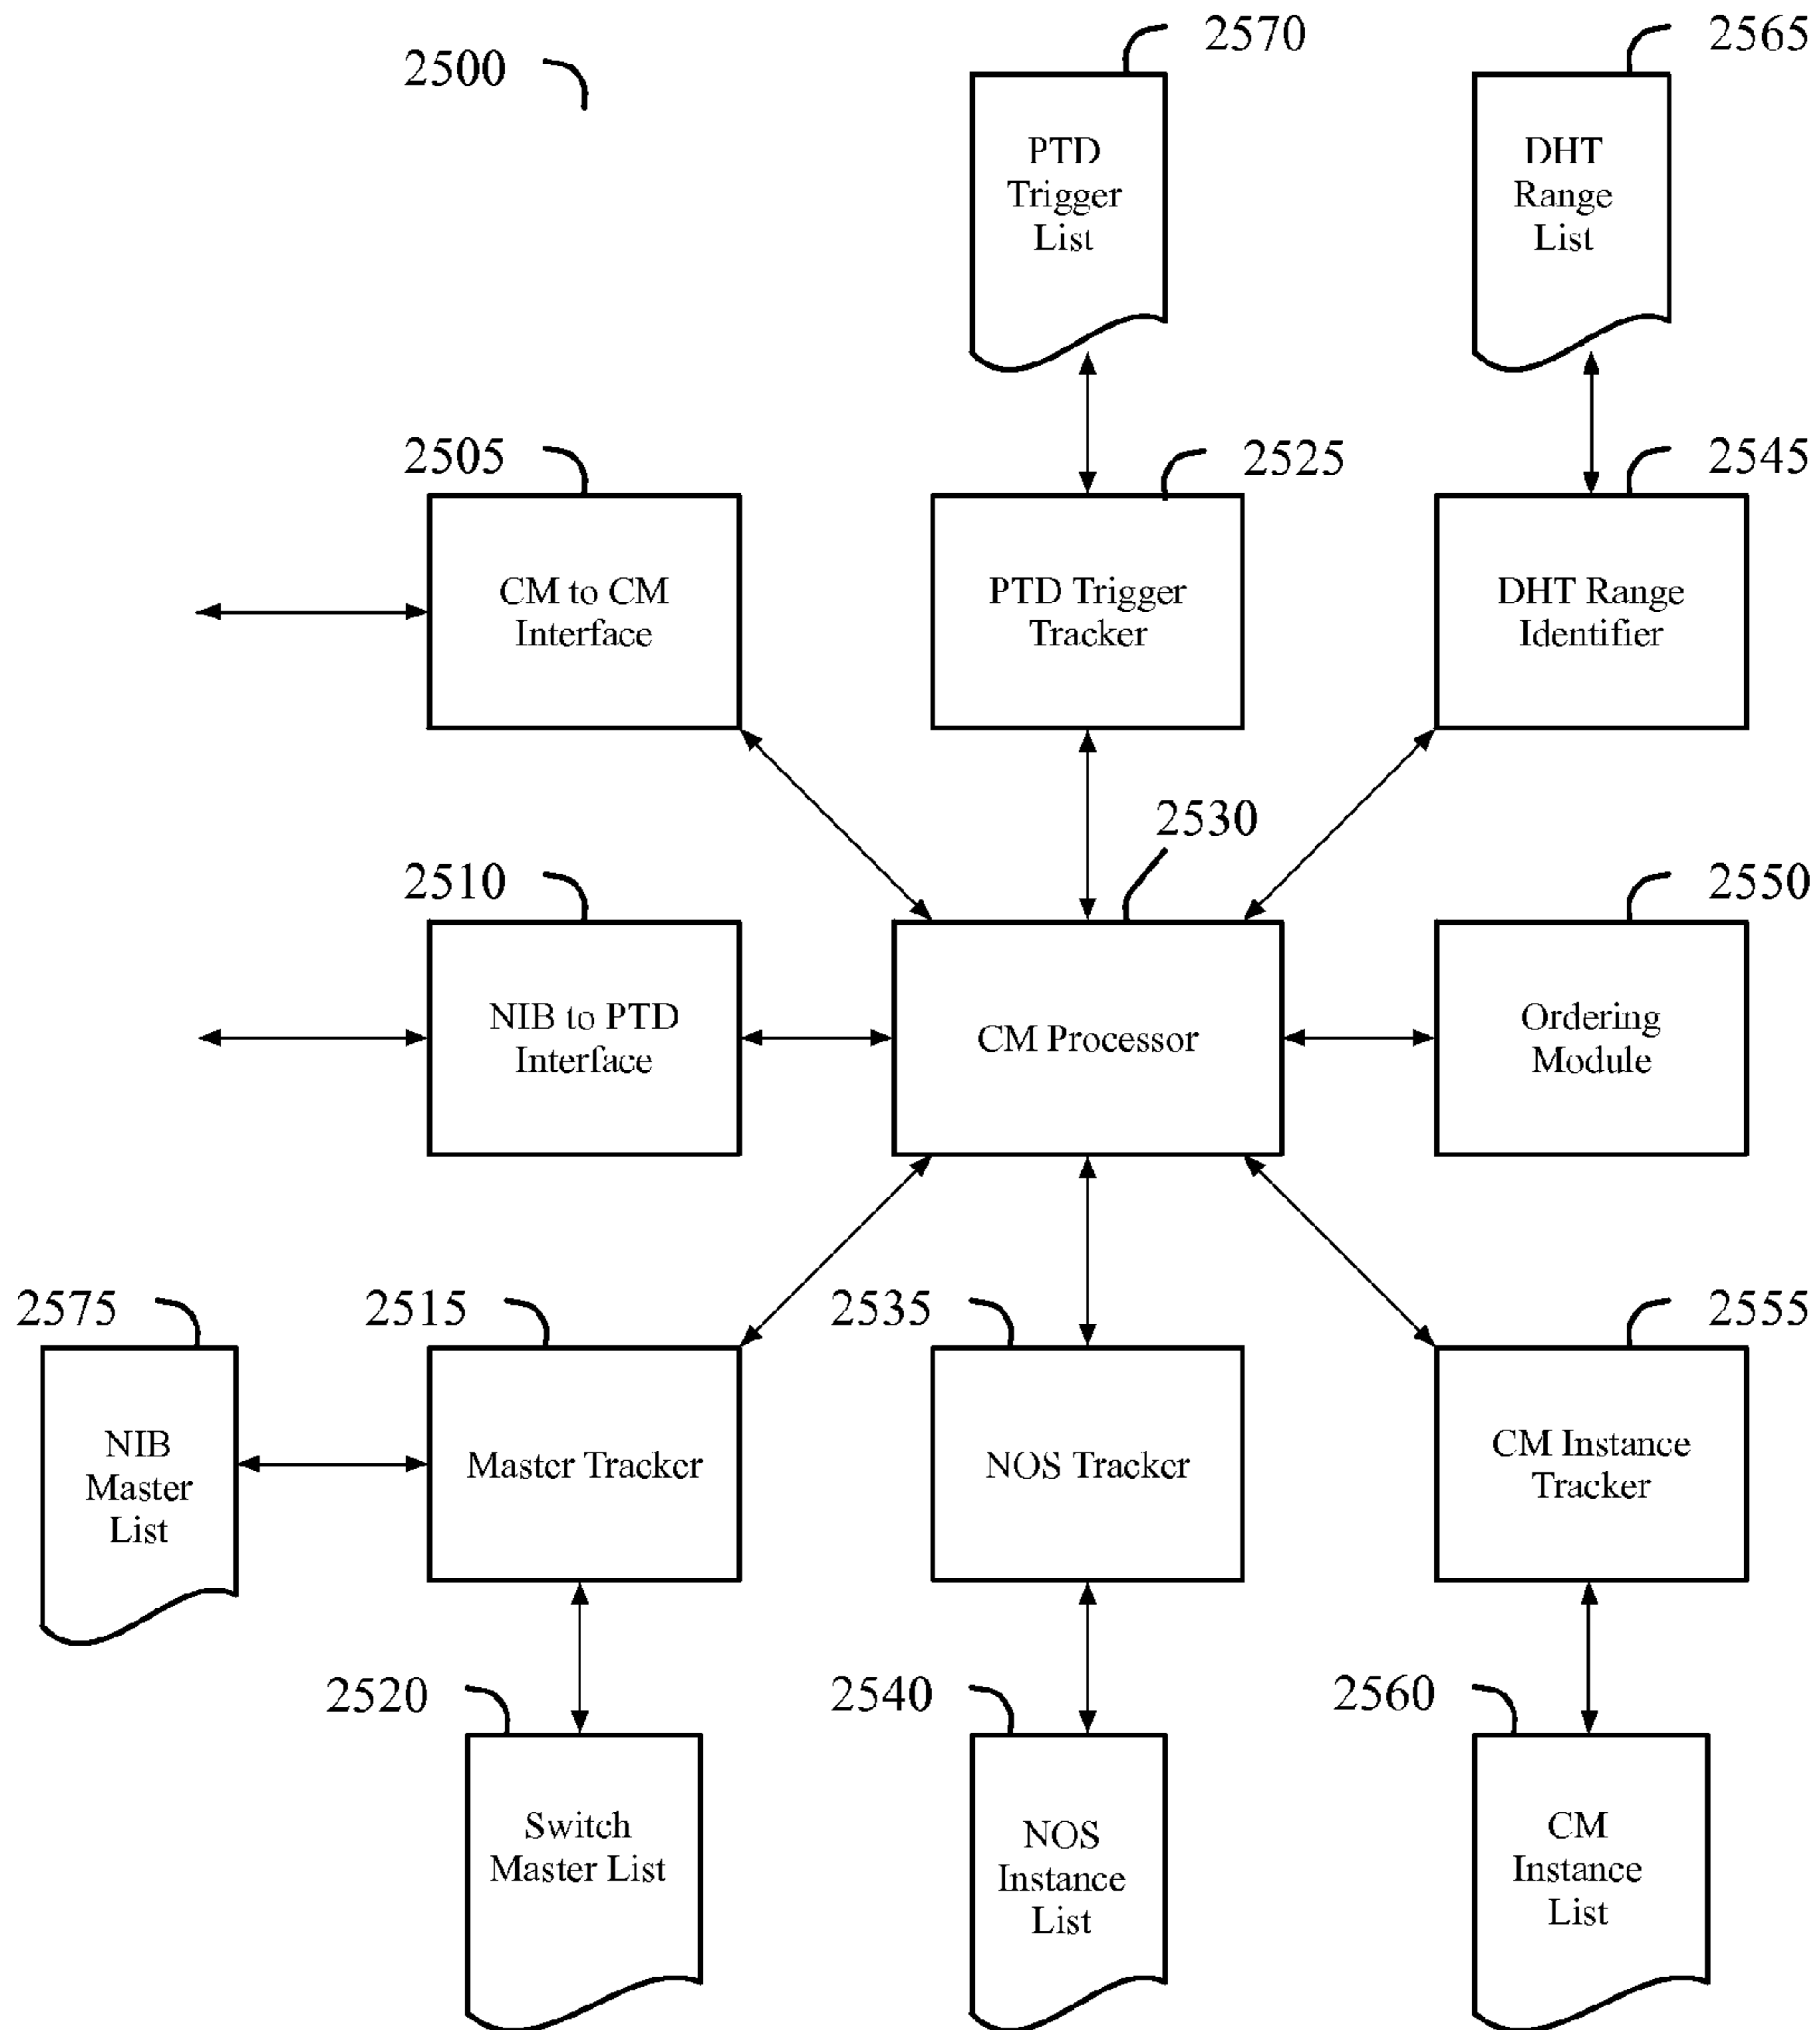 2500
2570
2565
PTD
Trigger
List
DHT
Range
List
2505
2525
2545
CM to CM
Interface
PTD Trigger
Tracker
DHT Range
Identifier
2530
2510
2550
NIB to PTD
Interface
CM Processor
Ordering
Module
2575
2515
2535
2555
NIB
Master
List
Master Tracker
NOS Tracker
CM Instance
Tracker
2520
2540
2560
Switch
Master List
NOS
Instance
List
CM
Instance
List